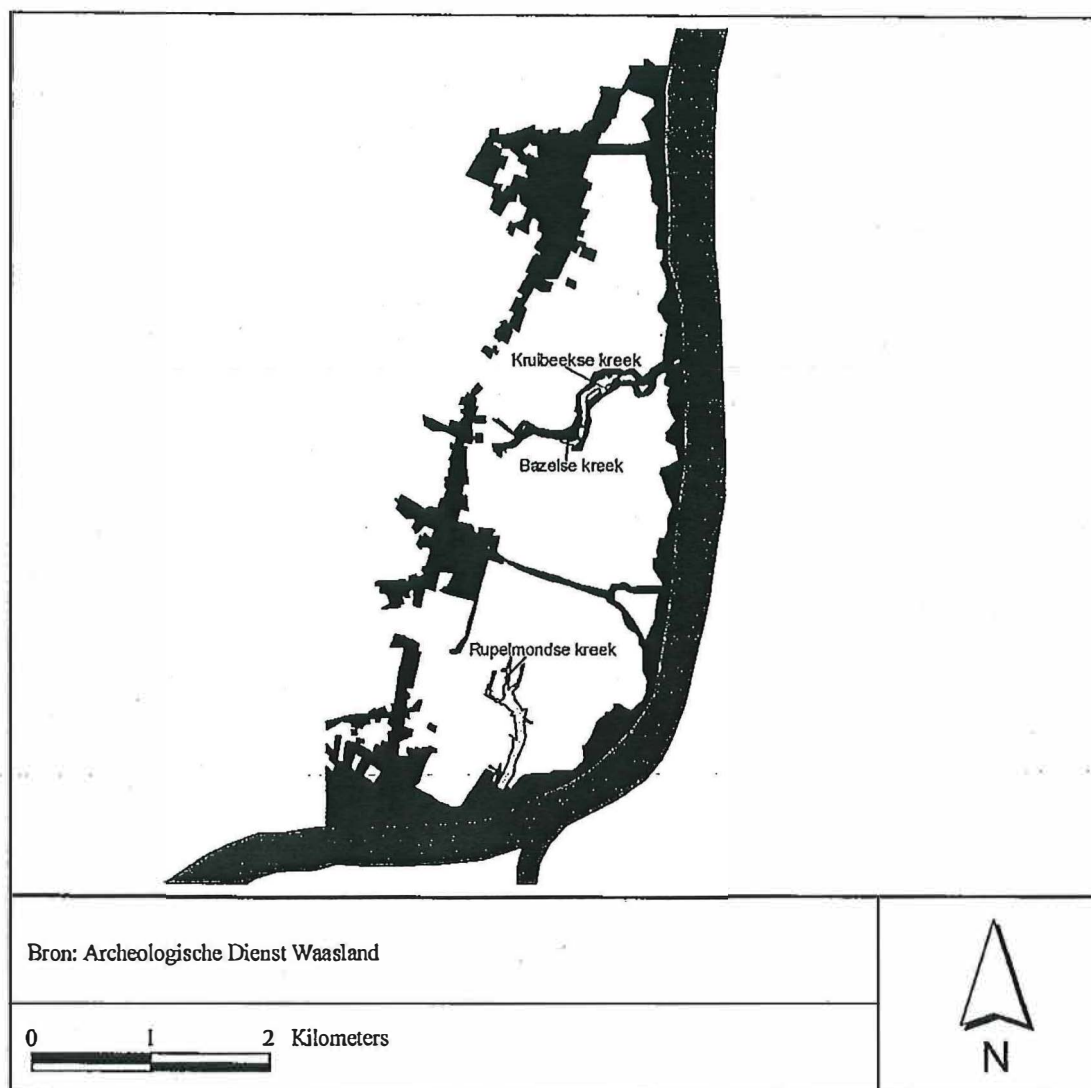 Kruibeekse kreek
Bazelse kreek
Rupelmondse kreek
Bron: Archeologische Dienst Waasland
0 1 2 Kilometers
N